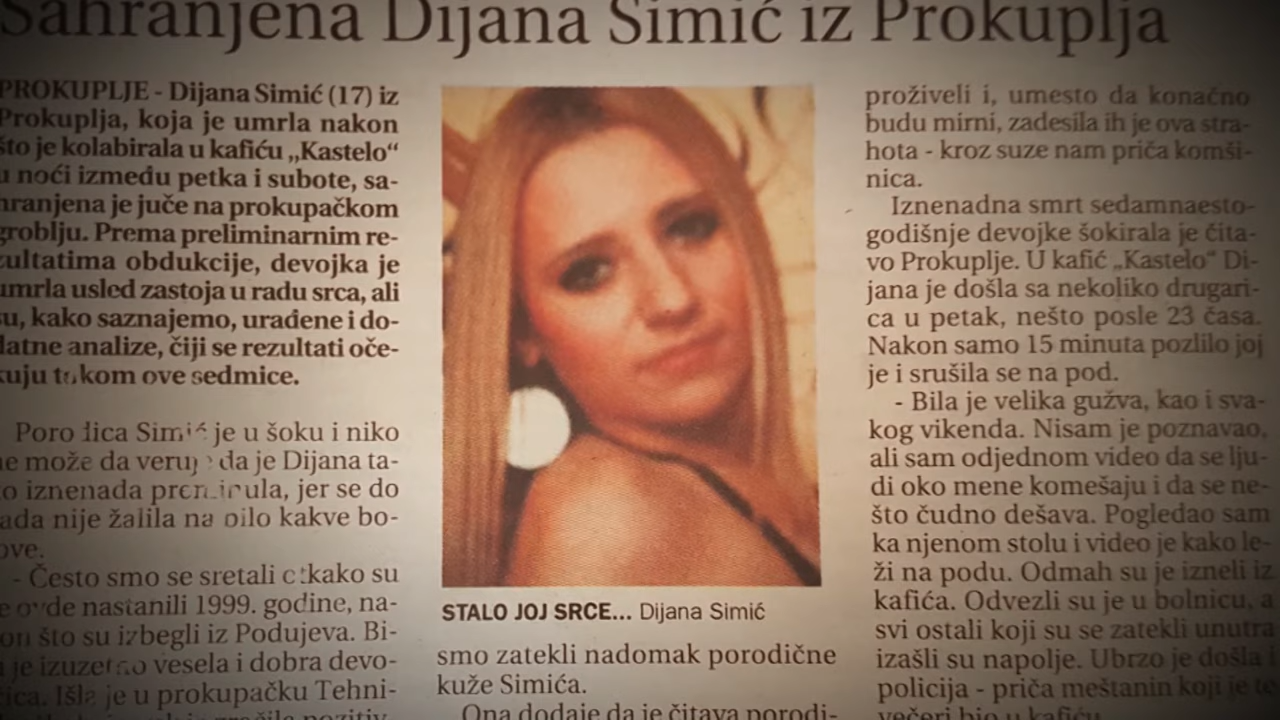 Sahranjena Dijana Simić iz Prokuplja
PROKUPLJE - Dijana Simić (17) iz
Prokuplja, koja je umrla nakon
što je kolabirala u kafiću „Kastelo“
u noći između petka i subote, sa-
hranjena je juče na prokupačkom
groblju. Prema preliminarnim re-
zultatima obdukcije, devojka je
umrla usled zastoja u radu srca, ali
su, kako saznajemo, urađene i do-
datne analize, čiji se rezultati oče-
kuju tokom ove sedmice.
Porodica Simić je u šoku i niko
ne može da veruje da je Dijana ta-
ko iznenada preminula, jer se do
sada nije žalila na bilo kakve bo-
ove.
- Često smo se sretali otkako su
se ovde nastanili 1999. godine, na-
kon što su izbegli iz Podujeva. Bi-
la je izuzetno vesela i dobra devo-
jčica. Išla je u prokupačku Tehni-
STALO JOJ SRCE... Dijana Simić
smo zatekli nadomak porodične
kuže Simića.
Ona dodaje da je čitava porodi-
proživeli i, umesto da konačno
budu mirni, zadesila ih je ova stra-
hota - kroz suze nam priča komši-
nica.
Iznenadna smrt sedamnaesto-
godišnje devojke šokirala je čita-
vo Prokuplje. U kafić „Kastelo“ Di-
jana je došla sa nekoliko drugari-
ca u petak, nešto posle 23 časa.
Nakon samo 15 minuta pozlilo joj
je i srušila se na pod.
- Bila je velika gužva, kao i sva-
kog vikenda. Nisam je poznavao,
ali sam odjednom video da se lju-
di oko mene komešaju i da se ne-
što čudno dešava. Pogledao sam
ka njenom stolu i video je kako le-
ži na podu. Odmah su je izneli iz
kafića. Odvezli su je u bolnicu, a
svi ostali koji su se zatekli unutra
izašli su napolje. Ubrzo je došla i
policija - priča meštanin koji je te
večeri bio u kafiću.